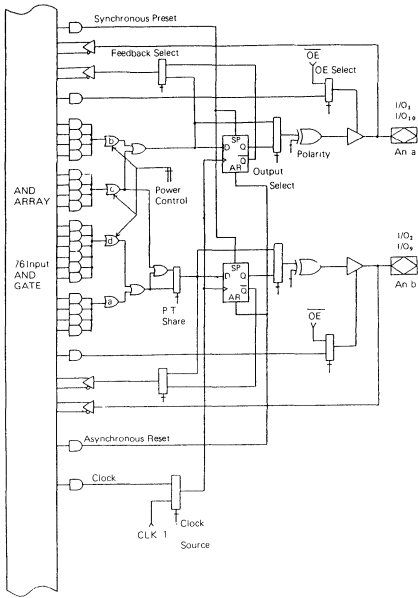 Synchronous Preset
Feedback Select
OE
OE Select
I/O₁
I/O₁₀
An a
SP
D Q
Q
AR
Output
Select
Polarity
b
c
d
a
Power
Control
AND
ARRAY
76 Input
AND
GATE
P T
Share
SP
D Q
Q
AR
I/O₂
I/O₉
An b
OE
Asynchronous Reset
Clock
CLK 1
Clock
Source